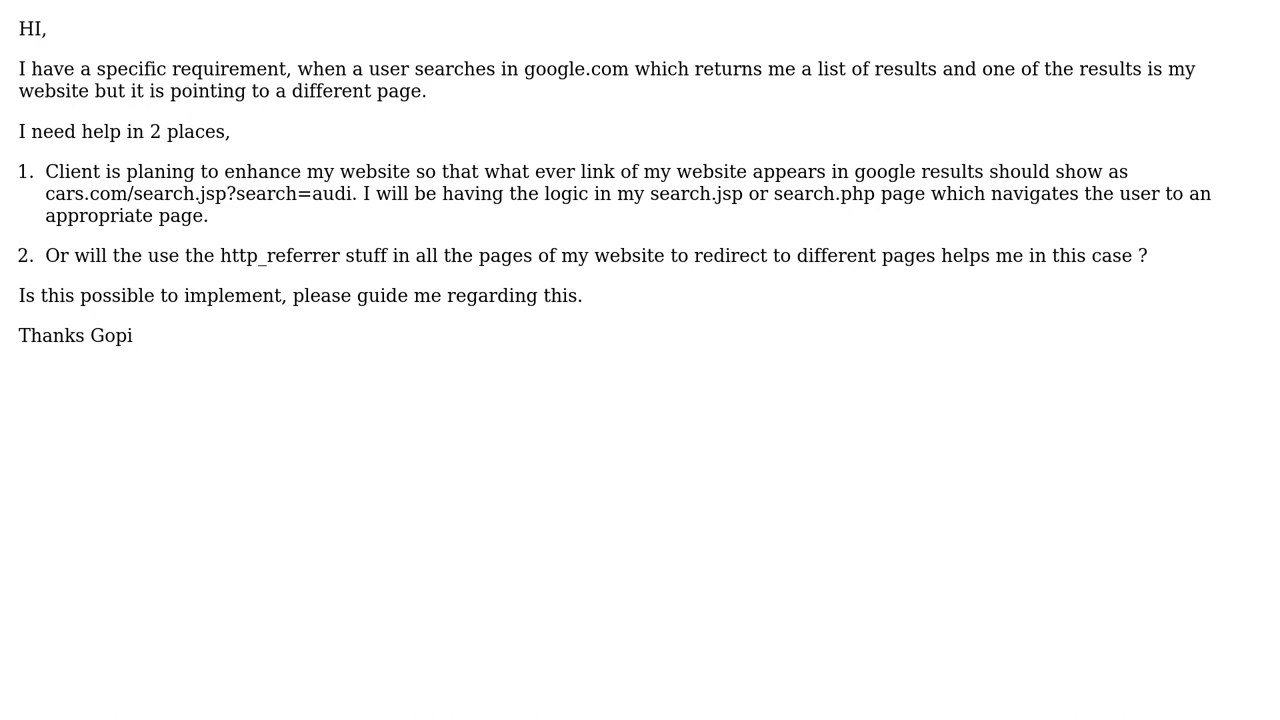 HI,
I have a specific requirement, when a user searches in google.com which returns me a list of results and one of the results is my
website but it is pointing to a different page.
I need help in 2 places,
1. Client is planing to enhance my website so that what ever link of my website appears in google results should show as
cars.com/search.jsp?search=audi. I will be having the logic in my search.jsp or search.php page which navigates the user to an
appropriate page.
2. Or will the use the http_referrer stuff in all the pages of my website to redirect to different pages helps me in this case ?
Is this possible to implement, please guide me regarding this.
Thanks Gopi